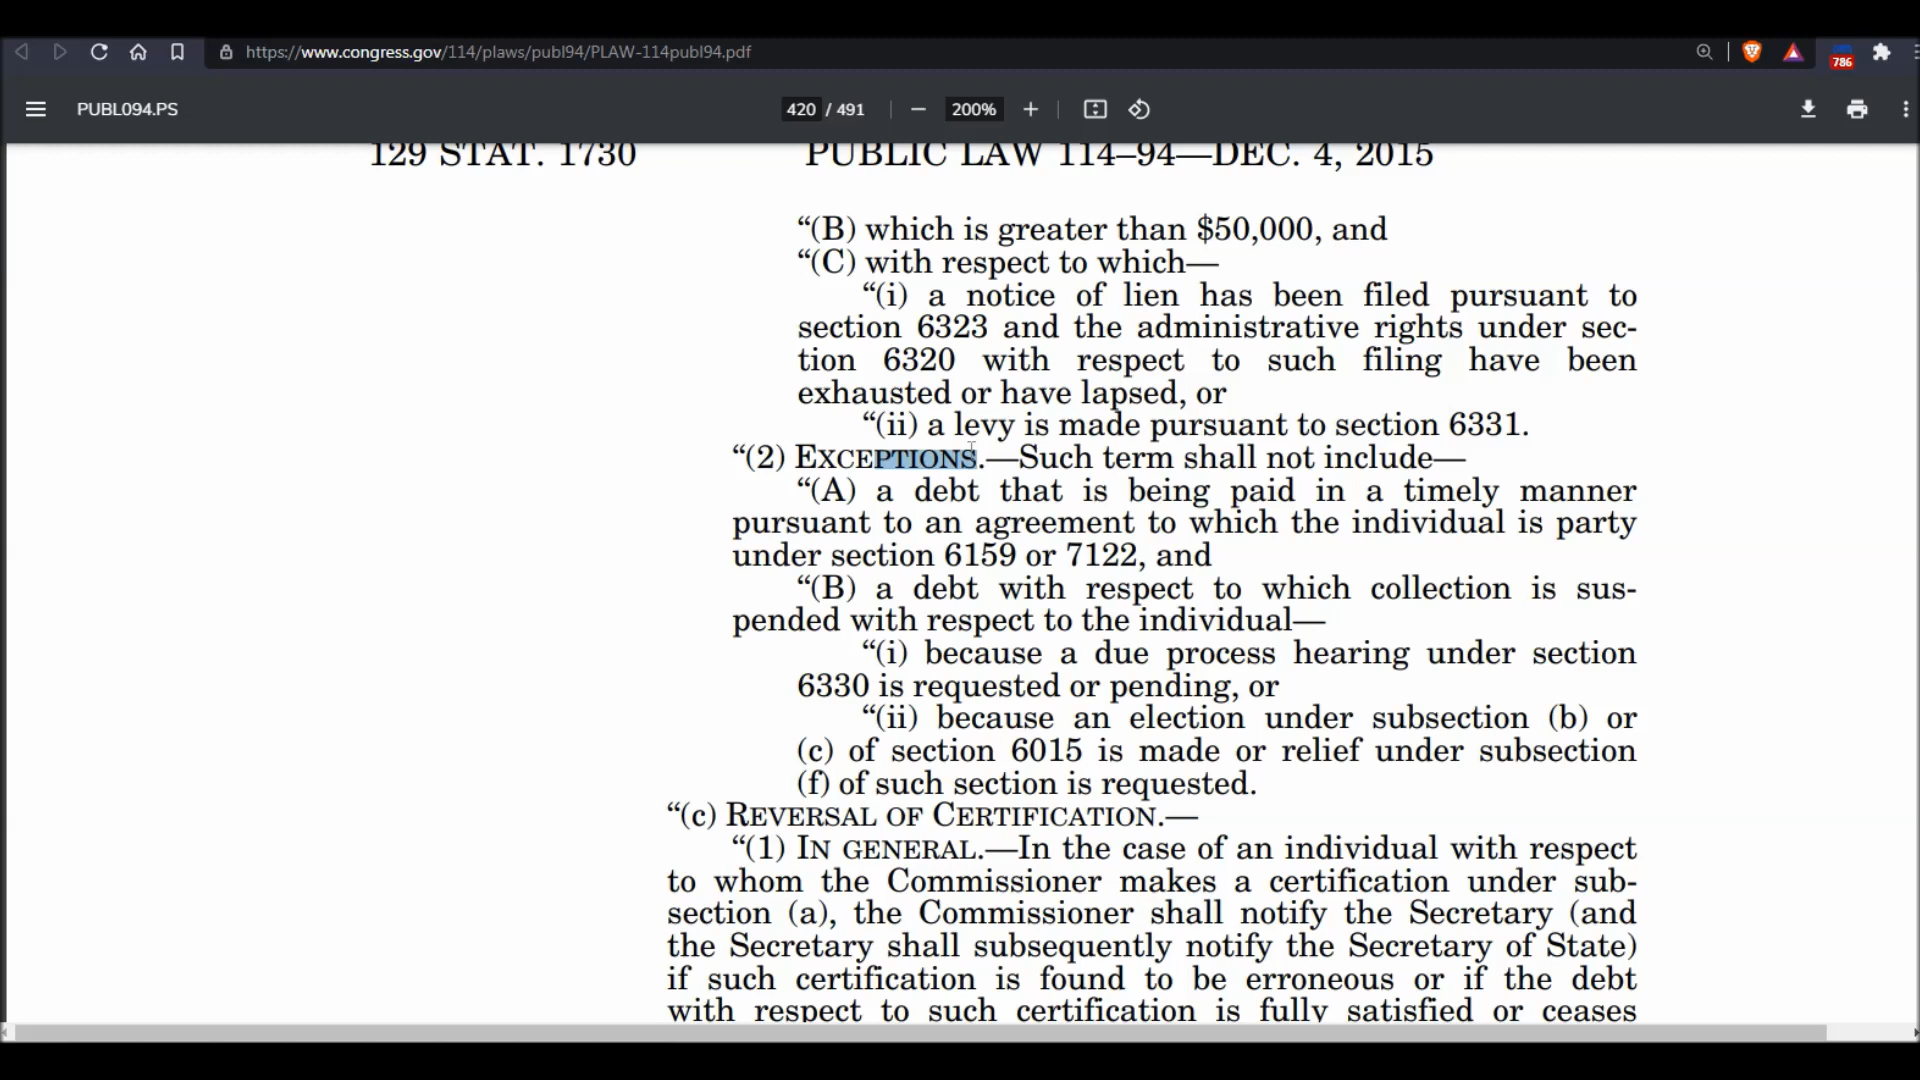 https://www.congress.gov/114/plaws/publ94/PLAW-114publ94.pdf
786
PUBL094.PS
420 / 491
200%
129 STAT. 1730 PUBLIC LAW 114–94—DEC. 4, 2015
“(B) which is greater than $50,000, and
“(C) with respect to which—
“(i) a notice of lien has been filed pursuant to
section 6323 and the administrative rights under sec-
tion 6320 with respect to such filing have been
exhausted or have lapsed, or
“(ii) a levy is made pursuant to section 6331.
“(2) EXCEPTIONS.—Such term shall not include—
“(A) a debt that is being paid in a timely manner
pursuant to an agreement to which the individual is party
under section 6159 or 7122, and
“(B) a debt with respect to which collection is sus-
pended with respect to the individual—
“(i) because a due process hearing under section
6330 is requested or pending, or
“(ii) because an election under subsection (b) or
(c) of section 6015 is made or relief under subsection
(f) of such section is requested.
“(c) REVERSAL OF CERTIFICATION.—
“(1) IN GENERAL.—In the case of an individual with respect
to whom the Commissioner makes a certification under sub-
section (a), the Commissioner shall notify the Secretary (and
the Secretary shall subsequently notify the Secretary of State)
if such certification is found to be erroneous or if the debt
with respect to such certification is fully satisfied or ceases